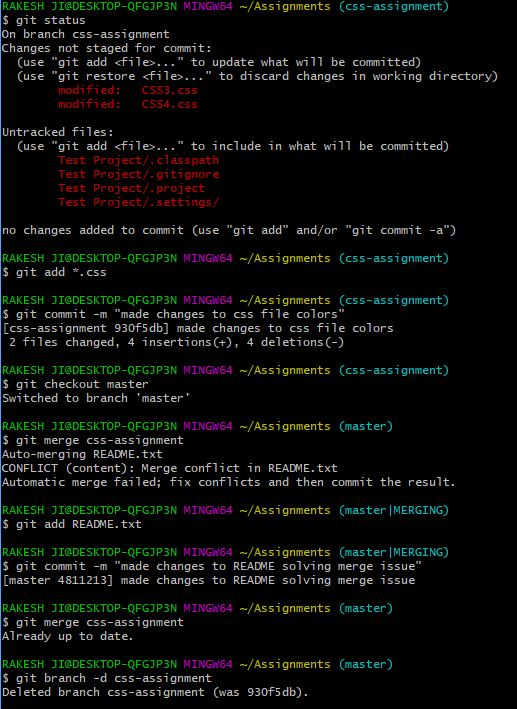 RAKESH JI@DESKTOP-QFGJP3N MINGW64 ~/Assignments (css-assignment)
$ git status
On branch css-assignment
Changes not staged for commit:
  (use "git add <file>..." to update what will be committed)
  (use "git restore <file>..." to discard changes in working directory)
        modified:   CSS3.css
        modified:   CSS4.css

Untracked files:
  (use "git add <file>..." to include in what will be committed)
        Test Project/.classpath
        Test Project/.gitignore
        Test Project/.project
        Test Project/.settings/

no changes added to commit (use "git add" and/or "git commit -a")

RAKESH JI@DESKTOP-QFGJP3N MINGW64 ~/Assignments (css-assignment)
$ git add *.css

RAKESH JI@DESKTOP-QFGJP3N MINGW64 ~/Assignments (css-assignment)
$ git commit -m "made changes to css file colors"
[css-assignment 930f5db] made changes to css file colors
 2 files changed, 4 insertions(+), 4 deletions(-)

RAKESH JI@DESKTOP-QFGJP3N MINGW64 ~/Assignments (css-assignment)
$ git checkout master
Switched to branch 'master'

RAKESH JI@DESKTOP-QFGJP3N MINGW64 ~/Assignments (master)
$ git merge css-assignment
Auto-merging README.txt
CONFLICT (content): Merge conflict in README.txt
Automatic merge failed; fix conflicts and then commit the result.

RAKESH JI@DESKTOP-QFGJP3N MINGW64 ~/Assignments (master|MERGING)
$ git add README.txt

RAKESH JI@DESKTOP-QFGJP3N MINGW64 ~/Assignments (master|MERGING)
$ git commit -m "made changes to README solving merge issue"
[master 4811213] made changes to README solving merge issue

RAKESH JI@DESKTOP-QFGJP3N MINGW64 ~/Assignments (master)
$ git merge css-assignment
Already up to date.

RAKESH JI@DESKTOP-QFGJP3N MINGW64 ~/Assignments (master)
$ git branch -d css-assignment
Deleted branch css-assignment (was 930f5db).